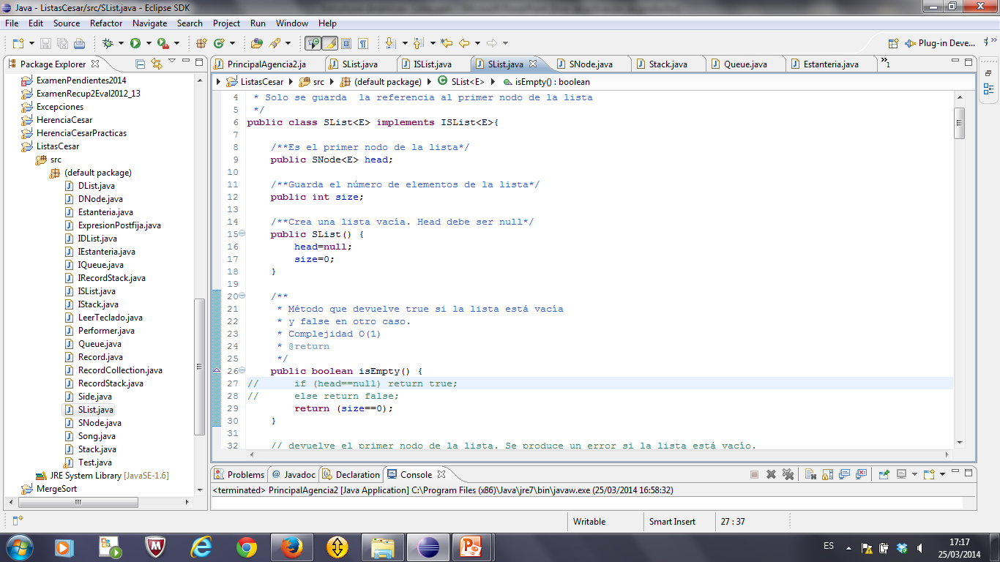 Java - ListasCesar/src/SList.java - Eclipse SDK
File Edit Source Refactor Navigate Search Project Run Window Help
Plug-in Deve...
Package Explorer
ExamenPendientes2014
ExamenRecup2Eval2012_13
Excepciones
HerenciaCesar
HerenciaCesarPracticas
ListasCesar
src
(default package)
DList.java
DNode.java
Estanteria.java
ExpresionPostfija.java
IDList.java
IEstanteria.java
IQueue.java
IRecordStack.java
ISList.java
IStack.java
LeerTeclado.java
Performer.java
Queue.java
Record.java
RecordCollection.java
RecordStack.java
Side.java
SList.java
SNode.java
Song.java
Stack.java
Test.java
JRE System Library [JavaSE-1.6]
MergeSort
PrincipalAgencia2.ja SList.java ISList.java SList.java SNode.java Stack.java Queue.java Estanteria.java »1
ListasCesar src (default package) SList<E> isEmpty() : boolean
4 * Solo se guarda  la referencia al primer nodo de la lista
5 */
6 public class SList<E> implements ISList<E>{
7
8 /**Es el primer nodo de la lista*/
9 public SNode<E> head;
10
11 /**Guarda el número de elementos de la lista*/
12 public int size;
13
14 /**Crea una lista vacía. Head debe ser null*/
15 public SList() {
16 head=null;
17 size=0;
18 }
19
20 /**
21 * Método que devuelve true si la lista está vacía
22 * y false en otro caso.
23 * Complejidad O(1)
24 * @return
25 */
26 public boolean isEmpty() {
27 // if (head==null) return true;
28 // else return false;
29 return (size==0);
30 }
31
32 // devuelve el primer nodo de la lista. Se produce un error si la lista está vacío.
Problems Javadoc Declaration Console
<terminated> PrincipalAgencia2 [Java Application] C:\Program Files (x86)\Java\jre7\bin\javaw.exe (25/03/2014 16:58:32)
Writable Smart Insert 27 : 37
ES 17:17
25/03/2014